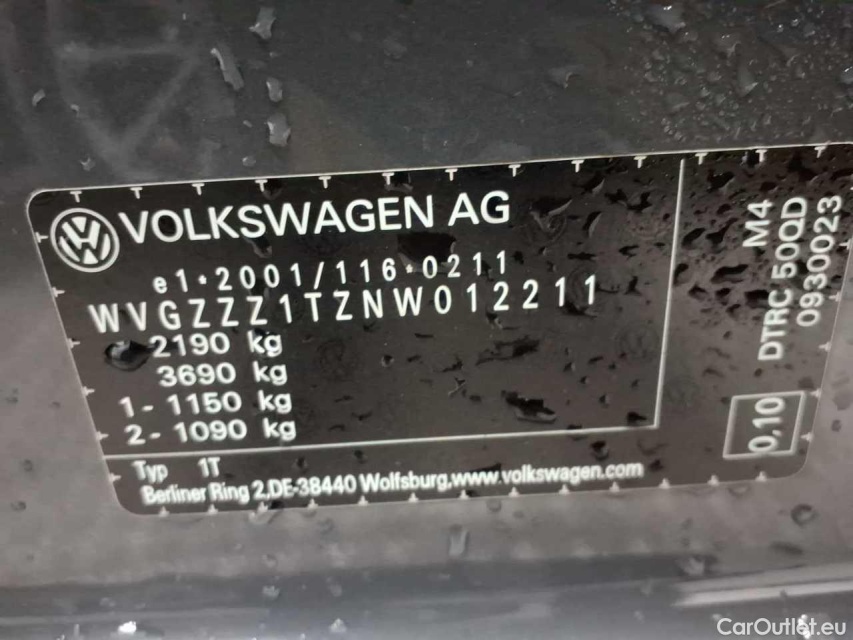 VOLKSWAGEN AG
e1*2001/116*0211
WVGZZZ1TZNW012211
2190 kg
3690 kg
1- 1150 kg
2- 1090 kg
Typ 1T
Berliner Ring 2,DE-38440 Wolfsburg.www.volkswagen.com
M4
DTRC 50QD
0930023
0,10
CarOutlet.eu